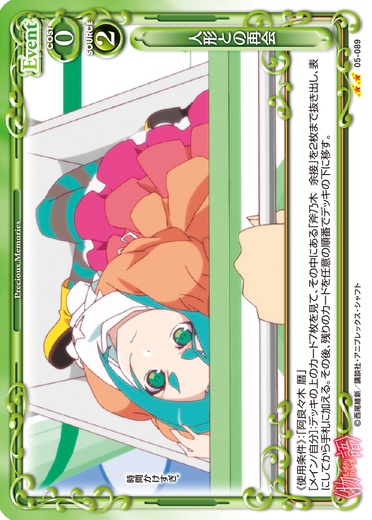 Event
COST
0
SOURCE
2
人形との再会
Precious Memories
時間かけすぎ。
《使用条件》:「阿良々木 暦」
[メイン/自分]:デッキの上のカード7枚を見て、その中にある「斧乃木 余接」を2枚まで抜き出し、表
にしてから手札に加える。その後、残りのカードを任意の順番でデッキの下に移す。
©西尾維新/講談社・アニプレックス・シャフト
05-089